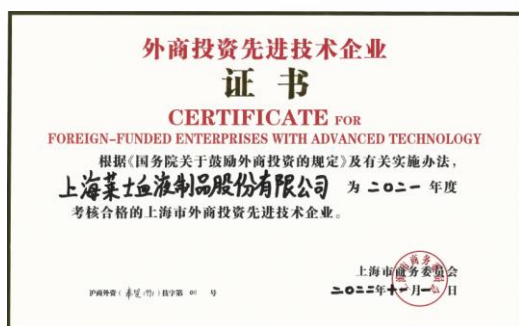 外商投资先进技术企业
证书
CERTIFICATE FOR
FOREIGN-FUNDED ENTERPRISES WITH ADVANCED TECHNOLOGY
根据《国务院关于鼓励外商投资的规定》及有关实施办法，
上海莱士血液制品股份有限公司 为 二〇二一 年度
考核合格的上海市外商投资先进技术企业。
上海市商务委员会
沪商外资( ) 技字第 号
二〇二二年十一月一日